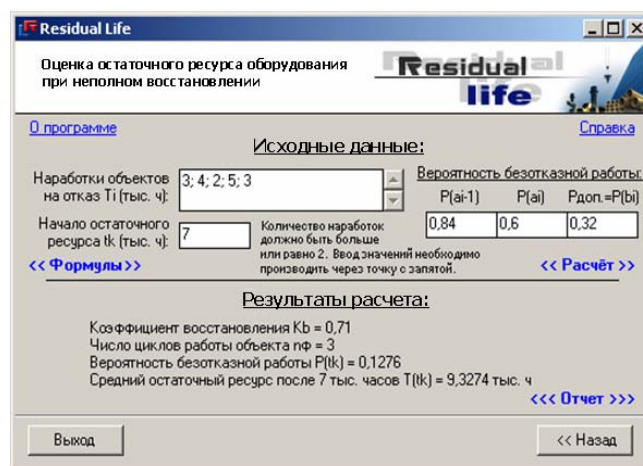 Residual Life
Оценка остаточного ресурса оборудования
при неполном восстановлении
Residual
life
О программе
Справка
Исходные данные:
Наработки объектов
на отказ Ti (тыс. ч):
3; 4; 2; 5; 3
Вероятность безотказной работы:
P(ai-1) P(ai) Рдоп.=P(bi)
0,84 0,6 0,32
Начало остаточного
ресурса tk (тыс. ч):
7
Количество наработок
должно быть больше
или равно 2. Ввод значений необходимо
производить через точку с запятой.
<< Формулы>>
<< Расчёт >>
Результаты расчета:
Коэффициент восстановления Kb = 0,71
Число циклов работы объекта nф = 3
Вероятность безотказной работы P(tk) = 0,1276
Средний остаточный ресурс после 7 тыс. часов T(tk) = 9,3274 тыс. ч
<<< Отчет >>>
Выход
<< Назад